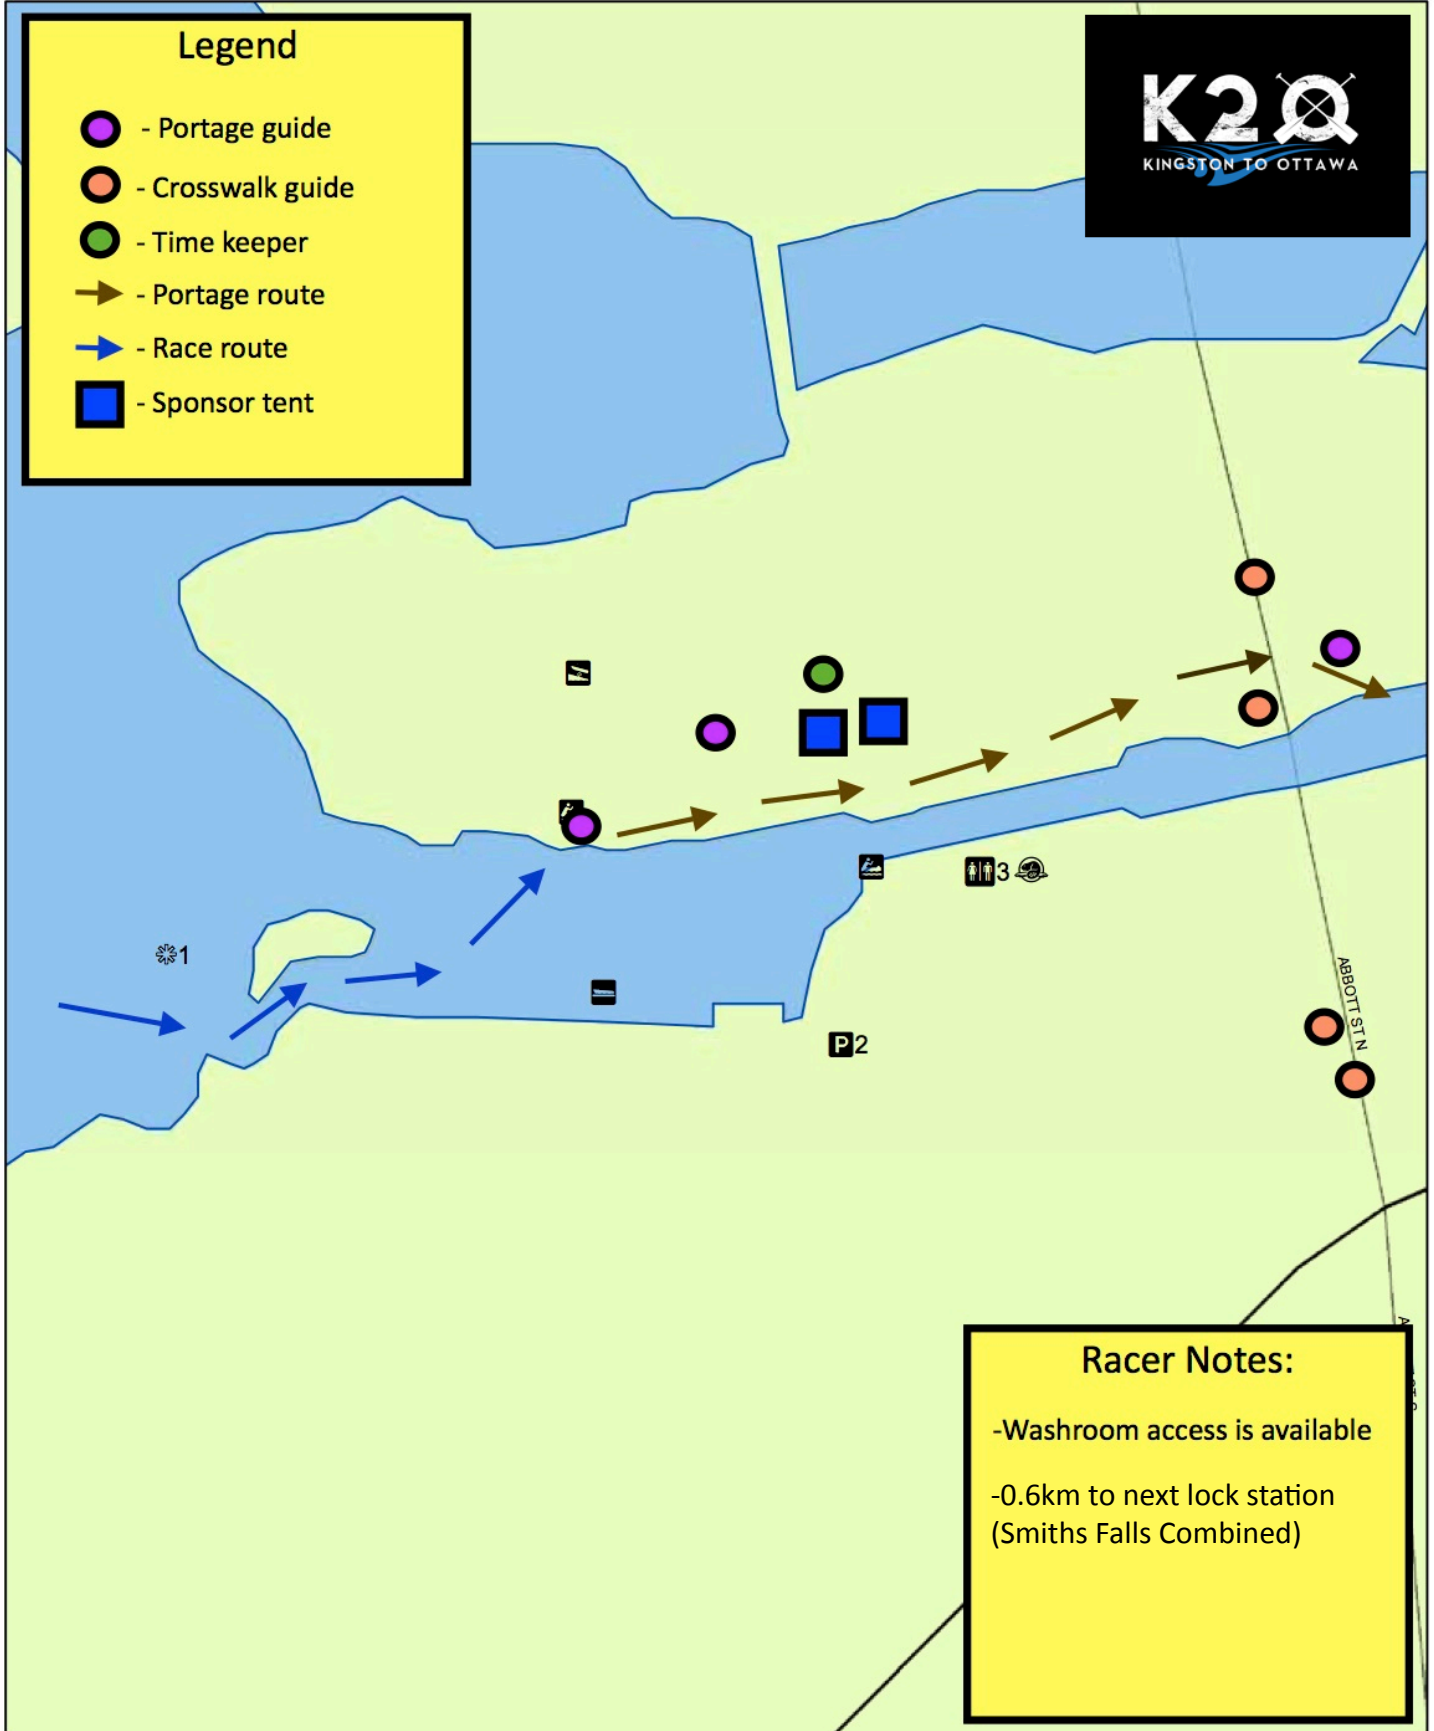 Legend
- Portage guide
- Crosswalk guide
- Time keeper
- Portage route
- Race route
- Sponsor tent
K2O
KINGSTON TO OTTAWA
1
3
P 2
ABBOTT ST N
Racer Notes:
-Washroom access is available
-0.6km to next lock station
(Smiths Falls Combined)